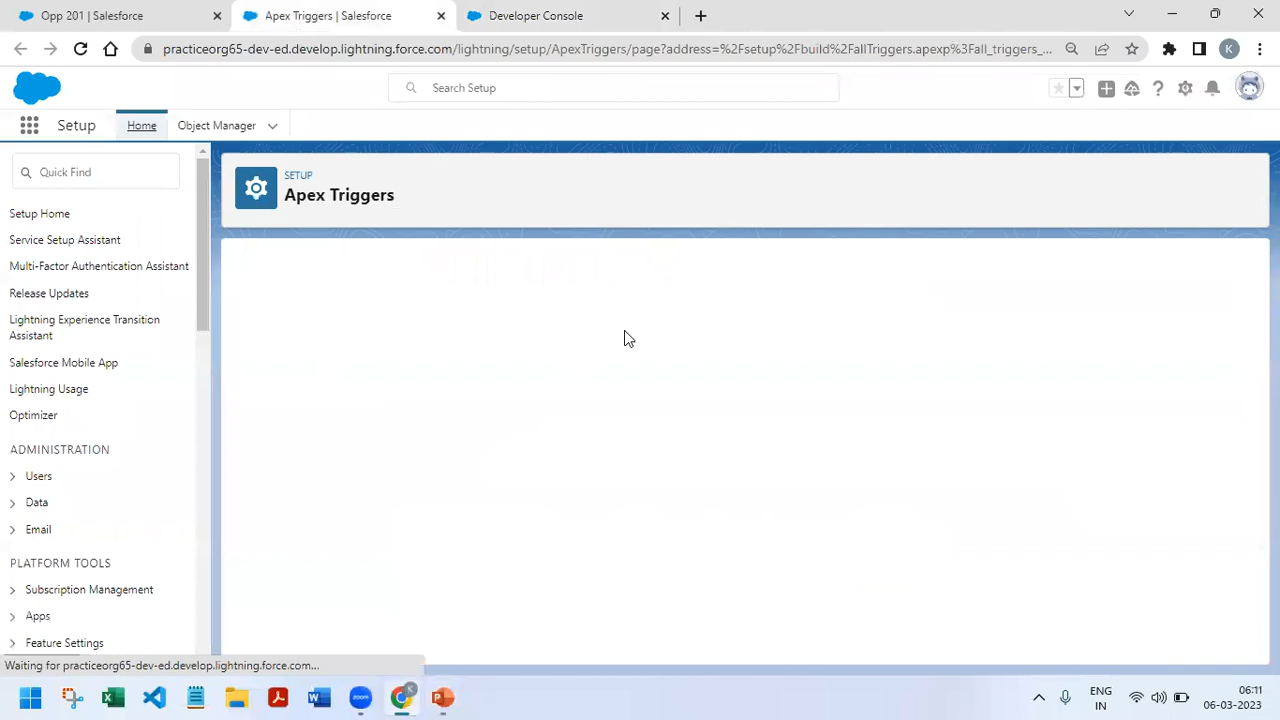 Opp 201 | Salesforce
Apex Triggers | Salesforce
Developer Console
practiceorg65-dev-ed.develop.lightning.force.com/lightning/setup/ApexTriggers/page?address=%2Fsetup%2Fbuild%2FallTriggers.apexp%3Fall_triggers_...
K
Search Setup
Setup
Home
Object Manager
Quick Find
SETUP
Apex Triggers
Setup Home
Service Setup Assistant
Multi-Factor Authentication Assistant
Release Updates
Lightning Experience Transition
Assistant
Salesforce Mobile App
Lightning Usage
Optimizer
ADMINISTRATION
Users
Data
Email
PLATFORM TOOLS
Subscription Management
Apps
Feature Settings
Waiting for practiceorg65-dev-ed.develop.lightning.force.com...
zoom
ENG
IN
06:11
06-03-2023